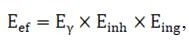 E_ef = E_γ × E_inh × E_ing,